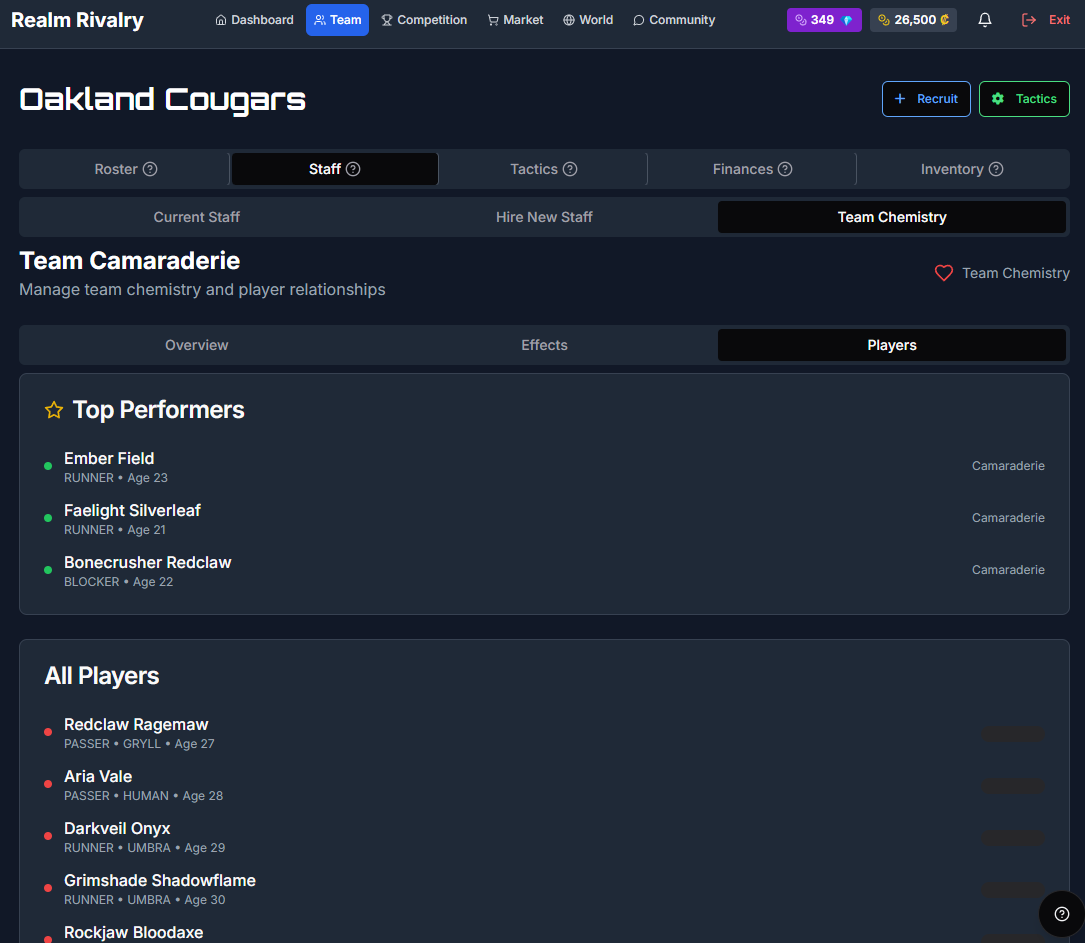 Realm Rivalry
Dashboard
Team
Competition
Market
World
Community
349
26,500 ₡
Exit
Oakland Cougars
+ Recruit
Tactics
Roster ?
Staff ?
Tactics ?
Finances ?
Inventory ?
Current Staff
Hire New Staff
Team Chemistry
Team Camaraderie
Manage team chemistry and player relationships
Team Chemistry
Overview
Effects
Players
Top Performers
Ember Field
RUNNER • Age 23
Camaraderie
Faelight Silverleaf
RUNNER • Age 21
Camaraderie
Bonecrusher Redclaw
BLOCKER • Age 22
Camaraderie
All Players
Redclaw Ragemaw
PASSER • GRYLL • Age 27
Aria Vale
PASSER • HUMAN • Age 28
Darkveil Onyx
RUNNER • UMBRA • Age 29
Grimshade Shadowflame
RUNNER • UMBRA • Age 30
Rockjaw Bloodaxe
?